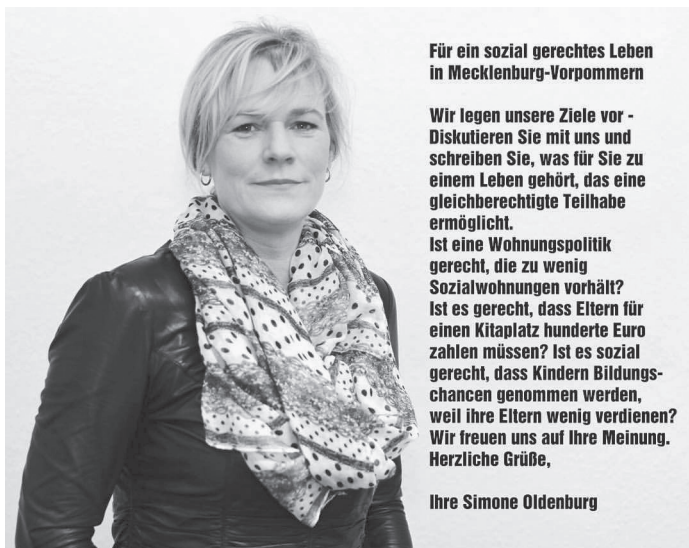 Für ein sozial gerechtes Leben
in Mecklenburg-Vorpommern
Wir legen unsere Ziele vor -
Diskutieren Sie mit uns und
schreiben Sie, was für Sie zu
einem Leben gehört, das eine
gleichberechtigte Teilhabe
ermöglicht.
Ist eine Wohnungspolitik
gerecht, die zu wenig
Sozialwohnungen vorhält?
Ist es gerecht, dass Eltern für
einen Kitaplatz hunderte Euro
zahlen müssen? Ist es sozial
gerecht, dass Kindern Bildungs-
chancen genommen werden,
weil ihre Eltern wenig verdienen?
Wir freuen uns auf Ihre Meinung.
Herzliche Grüße,
Ihre Simone Oldenburg